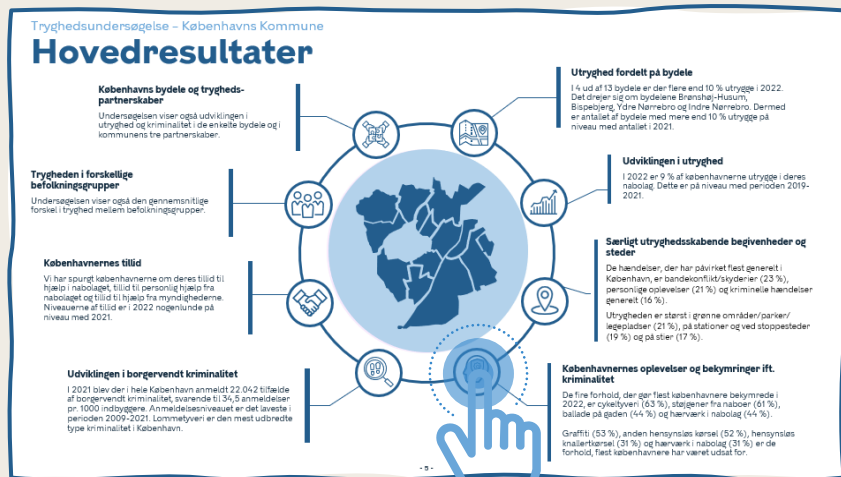 Tryghedsundersøgelse – Københavns Kommune
Hovedresultater
Københavns bydele og trygheds-
partnerskaber
Undersøgelsen viser også udviklingen i
utryghed og kriminalitet i de enkelte bydele og i
kommunens tre partnerskaber.
Trygheden i forskellige
befolkningsgrupper
Undersøgelsen viser også den gennemsnitlige
forskel i tryghed mellem befolkningsgrupper.
Københavnernes tillid
Vi har spurgt københavnerne om deres tillid til
hjælp i nabolaget, tillid til personlig hjælp fra
nabolaget og tillid til hjælp fra myndighederne.
Niveauerne af tillid er i 2022 nogenlunde på
niveau med 2021.
Udviklingen i borgervendt kriminalitet
I 2021 blev der i hele København anmeldt 22.042 tilfælde
af borgervendt kriminalitet, svarende til 34,5 anmeldelser
pr. 1000 indbyggere. Anmeldelsesniveauet er det laveste i
perioden 2009-2021. Lommetyveri er den mest udbredte
type kriminalitet i København.
Utryghed fordelt på bydele
I 4 ud af 13 bydele er der flere end 10 % utrygge i 2022.
Det drejer sig om bydelene Brønshøj-Husum,
Bispebjerg, Ydre Nørrebro og Indre Nørrebro. Dermed
er antallet af bydele med mere end 10 % utrygge på
niveau med antallet i 2021.
Udviklingen i utryghed
I 2022 er 9 % af københavnerne utrygge i deres
nabolag. Dette er på niveau med perioden 2019-
2021.
Særligt utryghedsskabende begivenheder og
steder
De hændelser, der har påvirket flest generelt i
København, er bandekonflikt/skyderier (23 %),
personlige oplevelser (21 %) og kriminelle hændelser
generelt (16 %).
Utrygheden er størst i grønne områder/parker/
legepladser (21 %), på stationer og ved stoppesteder
(19 %) og på stier (17 %).
Københavnernes oplevelser og bekymringer ift.
kriminalitet
De fire forhold, der gør flest københavnere bekymrede i
2022, er cykeltyveri (63 %), støjgener fra naboer (61 %),
ballade på gaden (44 %) og hærværk i nabolag (44 %).
Graffiti (53 %), anden hensynsløs kørsel (52 %), hensynsløs
knallertkørsel (31 %) og hærværk i nabolag (31 %) er de
forhold, flest københavnere har været udsat for.
- 5 -